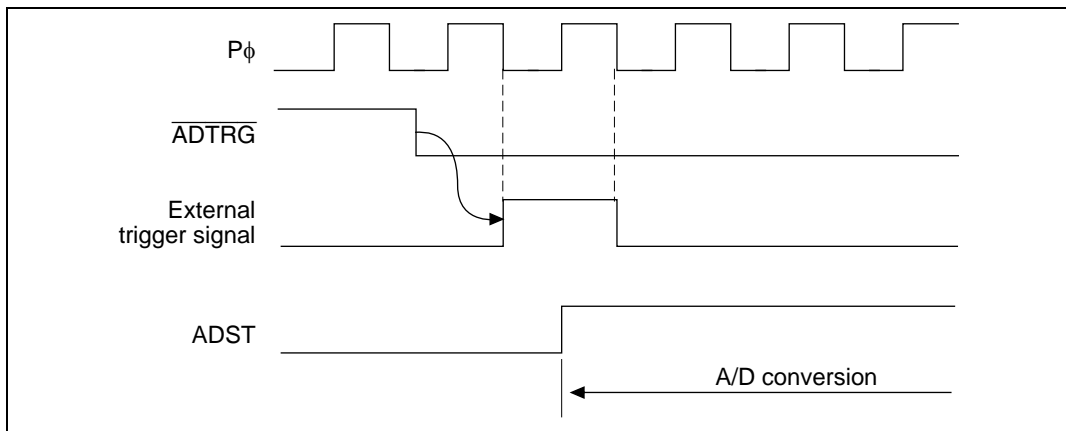 Pϕ
ADTRG
External
trigger signal
ADST
A/D conversion